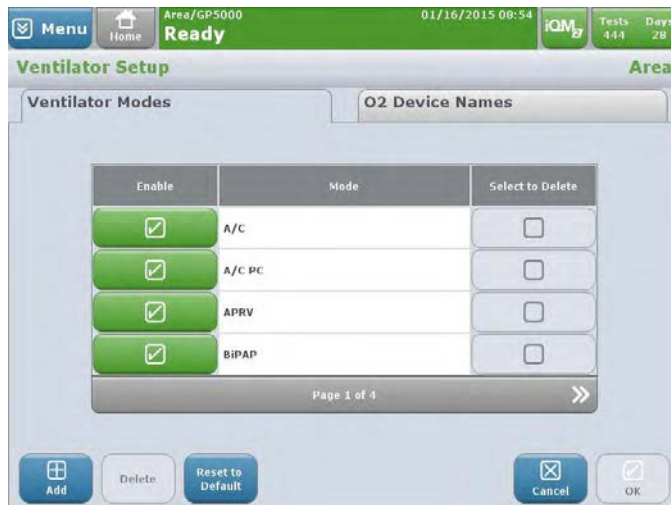 Menu
Home
Area/GP5000
Ready
01/16/2015 08:54
iQM2
Tests
444
Days
28
Ventilator Setup
Area
Ventilator Modes
O2 Device Names
Enable Mode Select to Delete
A/C
A/C PC
APRV
BiPAP
Page 1 of 4
Add
Delete
Reset to
Default
Cancel
OK